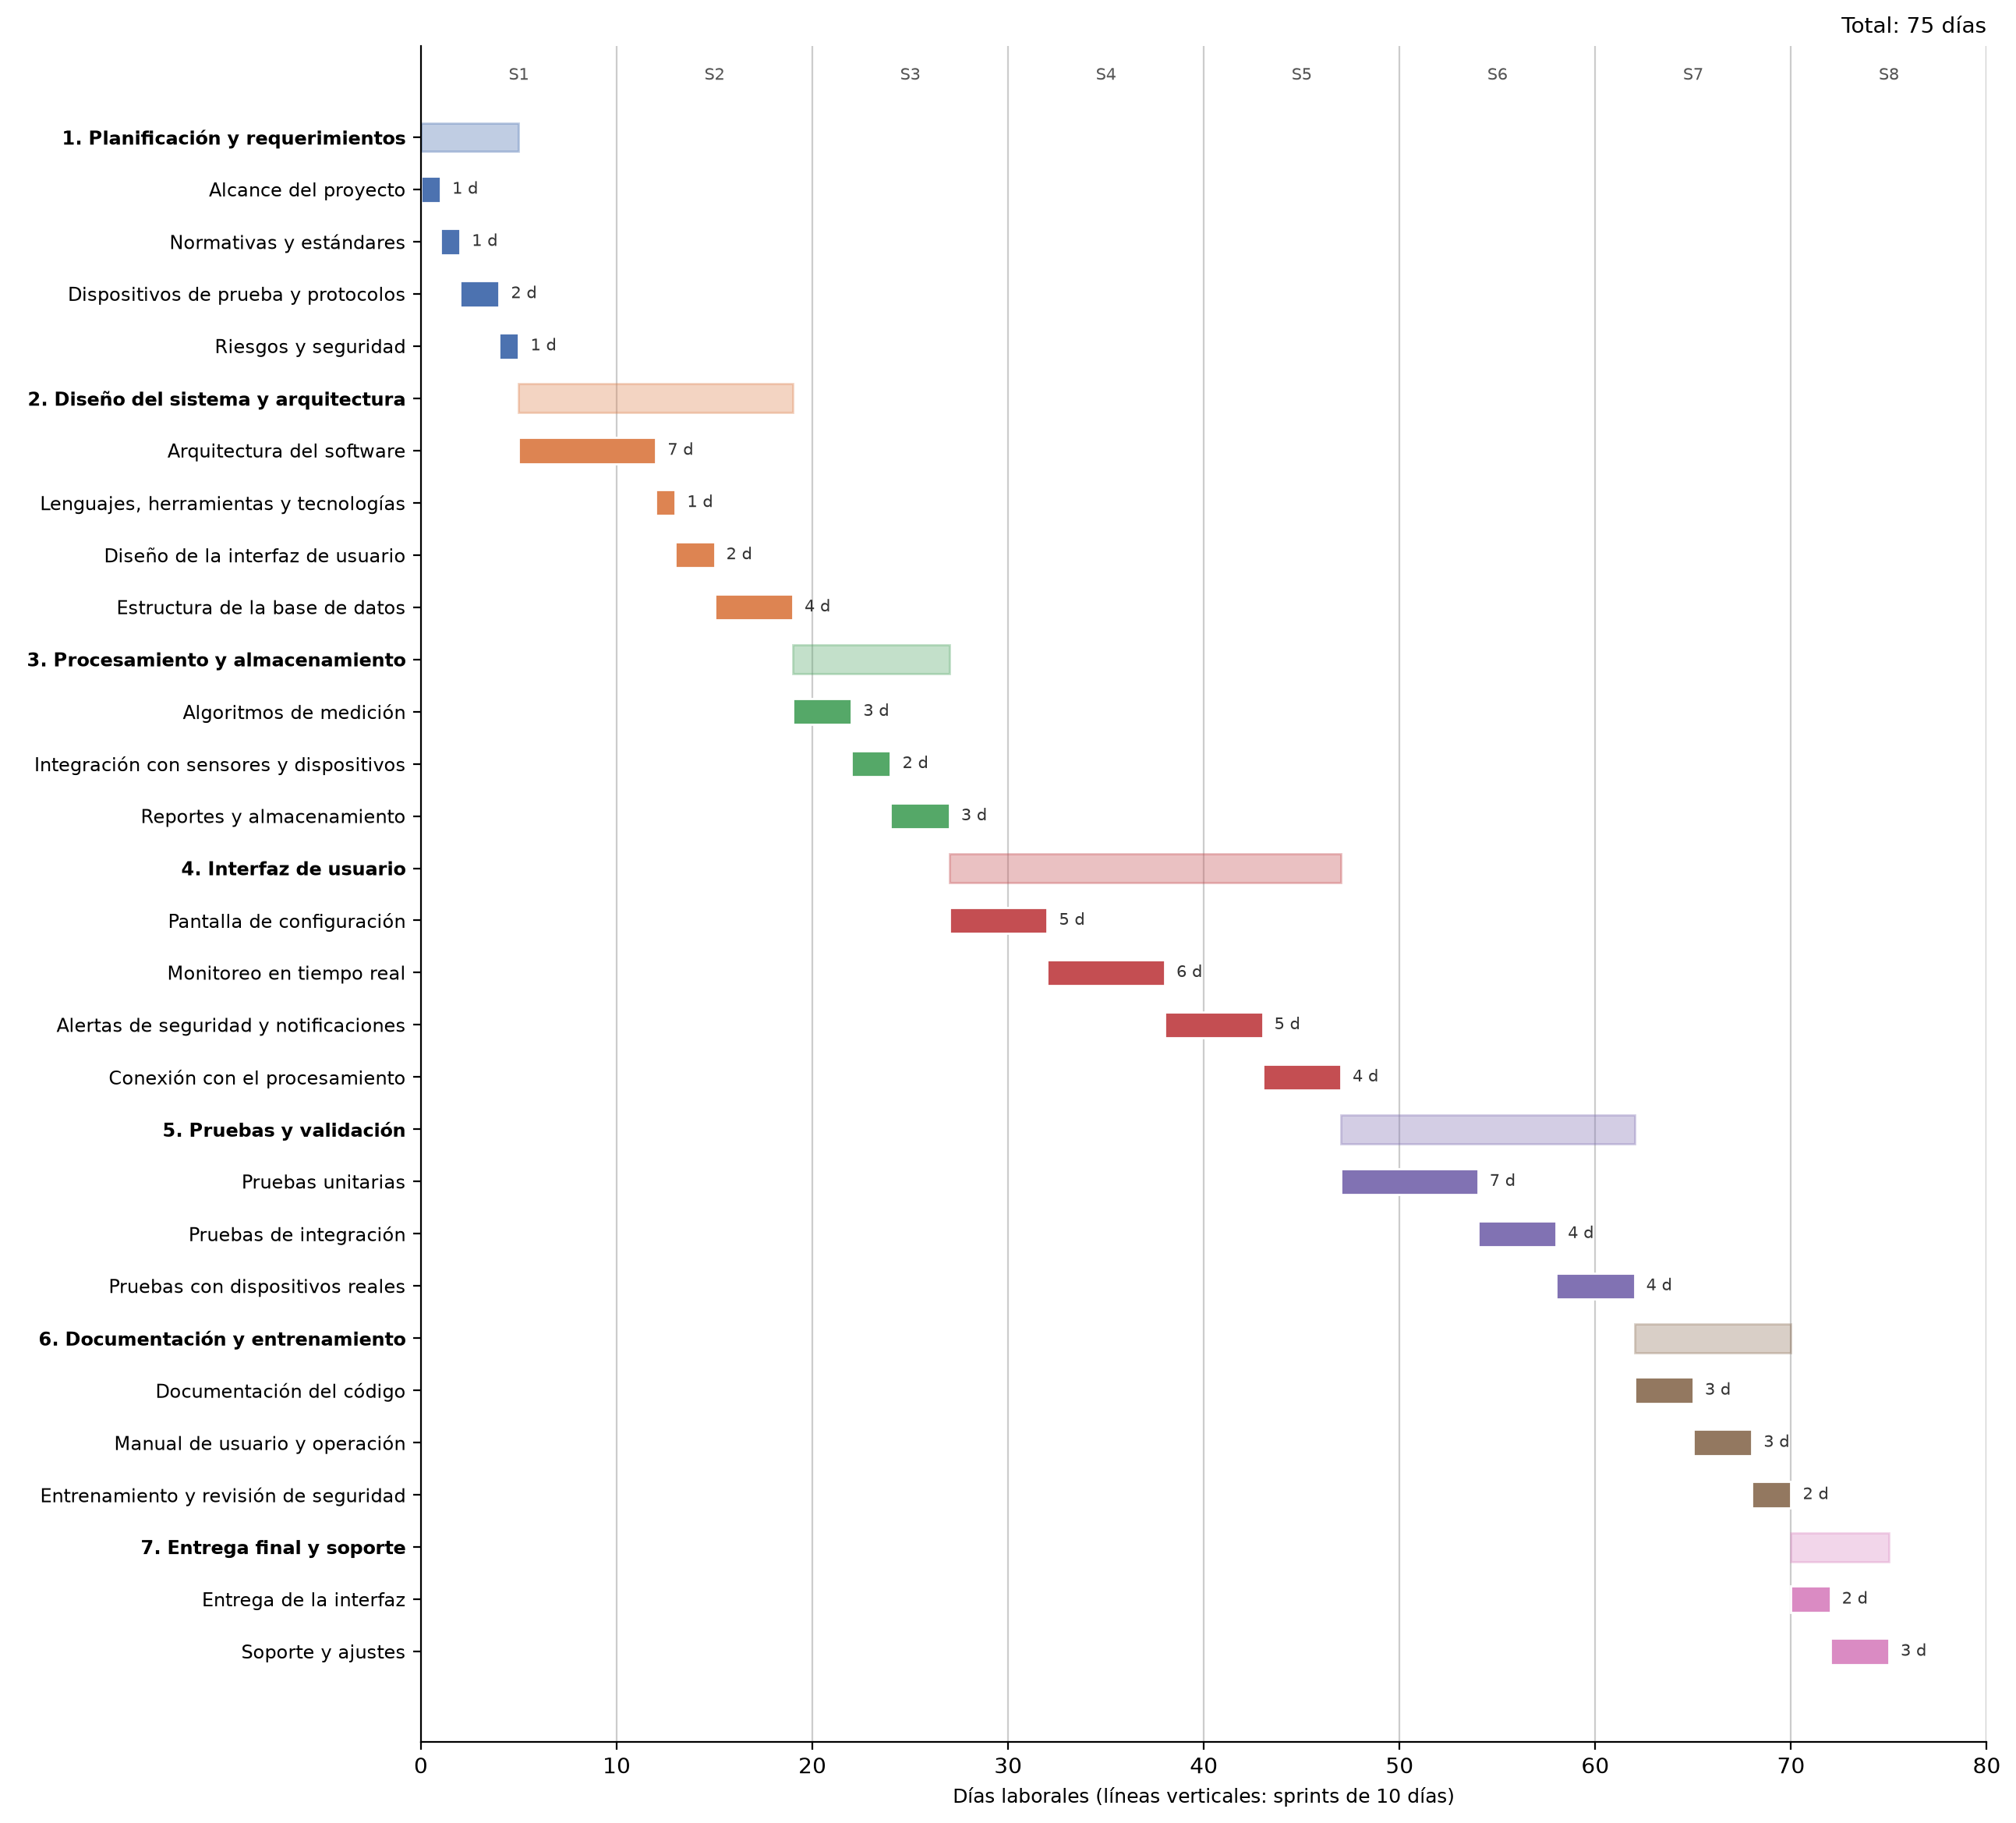 Total: 75 días
S1 S2 S3 S4 S5 S6 S7 S8
1. Planificación y requerimientos
Alcance del proyecto 1 d
Normativas y estándares 1 d
Dispositivos de prueba y protocolos 2 d
Riesgos y seguridad 1 d
2. Diseño del sistema y arquitectura
Arquitectura del software 7 d
Lenguajes, herramientas y tecnologías 1 d
Diseño de la interfaz de usuario 2 d
Estructura de la base de datos 4 d
3. Procesamiento y almacenamiento
Algoritmos de medición 3 d
Integración con sensores y dispositivos 2 d
Reportes y almacenamiento 3 d
4. Interfaz de usuario
Pantalla de configuración 5 d
Monitoreo en tiempo real 6 d
Alertas de seguridad y notificaciones 5 d
Conexión con el procesamiento 4 d
5. Pruebas y validación
Pruebas unitarias 7 d
Pruebas de integración 4 d
Pruebas con dispositivos reales 4 d
6. Documentación y entrenamiento
Documentación del código 3 d
Manual de usuario y operación 3 d
Entrenamiento y revisión de seguridad 2 d
7. Entrega final y soporte
Entrega de la interfaz 2 d
Soporte y ajustes 3 d
0 10 20 30 40 50 60 70 80
Días laborales (líneas verticales: sprints de 10 días)